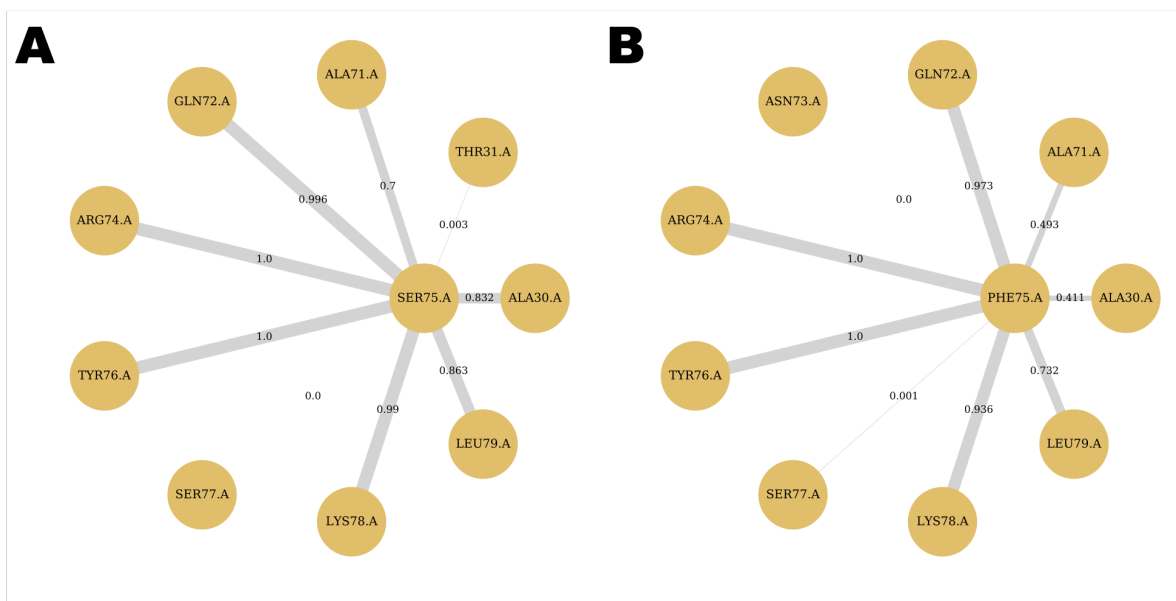 A
ALA71.A
GLN72.A
THR31.A
0.7
0.996
0.003
ARG74.A
1.0
SER75.A
0.832
ALA30.A
1.0
TYR76.A
0.863
0.0
0.99
LEU79.A
SER77.A
LYS78.A
B
GLN72.A
ASN73.A
ALA71.A
0.973
0.0
0.493
ARG74.A
1.0
PHE75.A
0.411
ALA30.A
1.0
TYR76.A
0.732
0.001
0.936
LEU79.A
SER77.A
LYS78.A